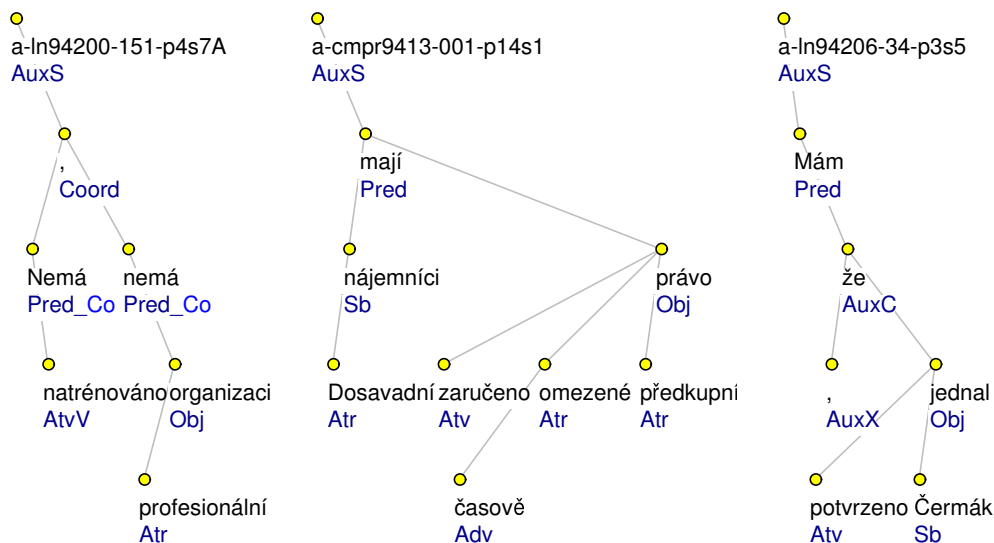 a-ln94200-151-p4s7A
AuxS
,
Coord
Nemá
Pred_Co
nemá
Pred_Co
natrénováno
AtvV
organizaci
Obj
profesionální
Atr
a-cmpr9413-001-p14s1
AuxS
mají
Pred
nájemníci
Sb
právo
Obj
Dosavadní
Atr
zaručeno
Atv
omezené
Atr
předkupní
Atr
časově
Adv
a-ln94206-34-p3s5
AuxS
Mám
Pred
že
AuxC
,
AuxX
jednal
Obj
potvrzeno
Atv
Čermák
Sb